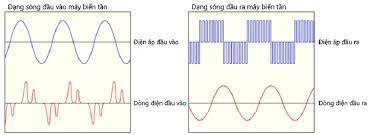 Dạng sóng đầu vào máy biến tần
Điện áp đầu vào
Dòng điện đầu vào
Dạng sóng đầu ra máy biến tần
Điện áp đầu ra
Dòng điện đầu ra